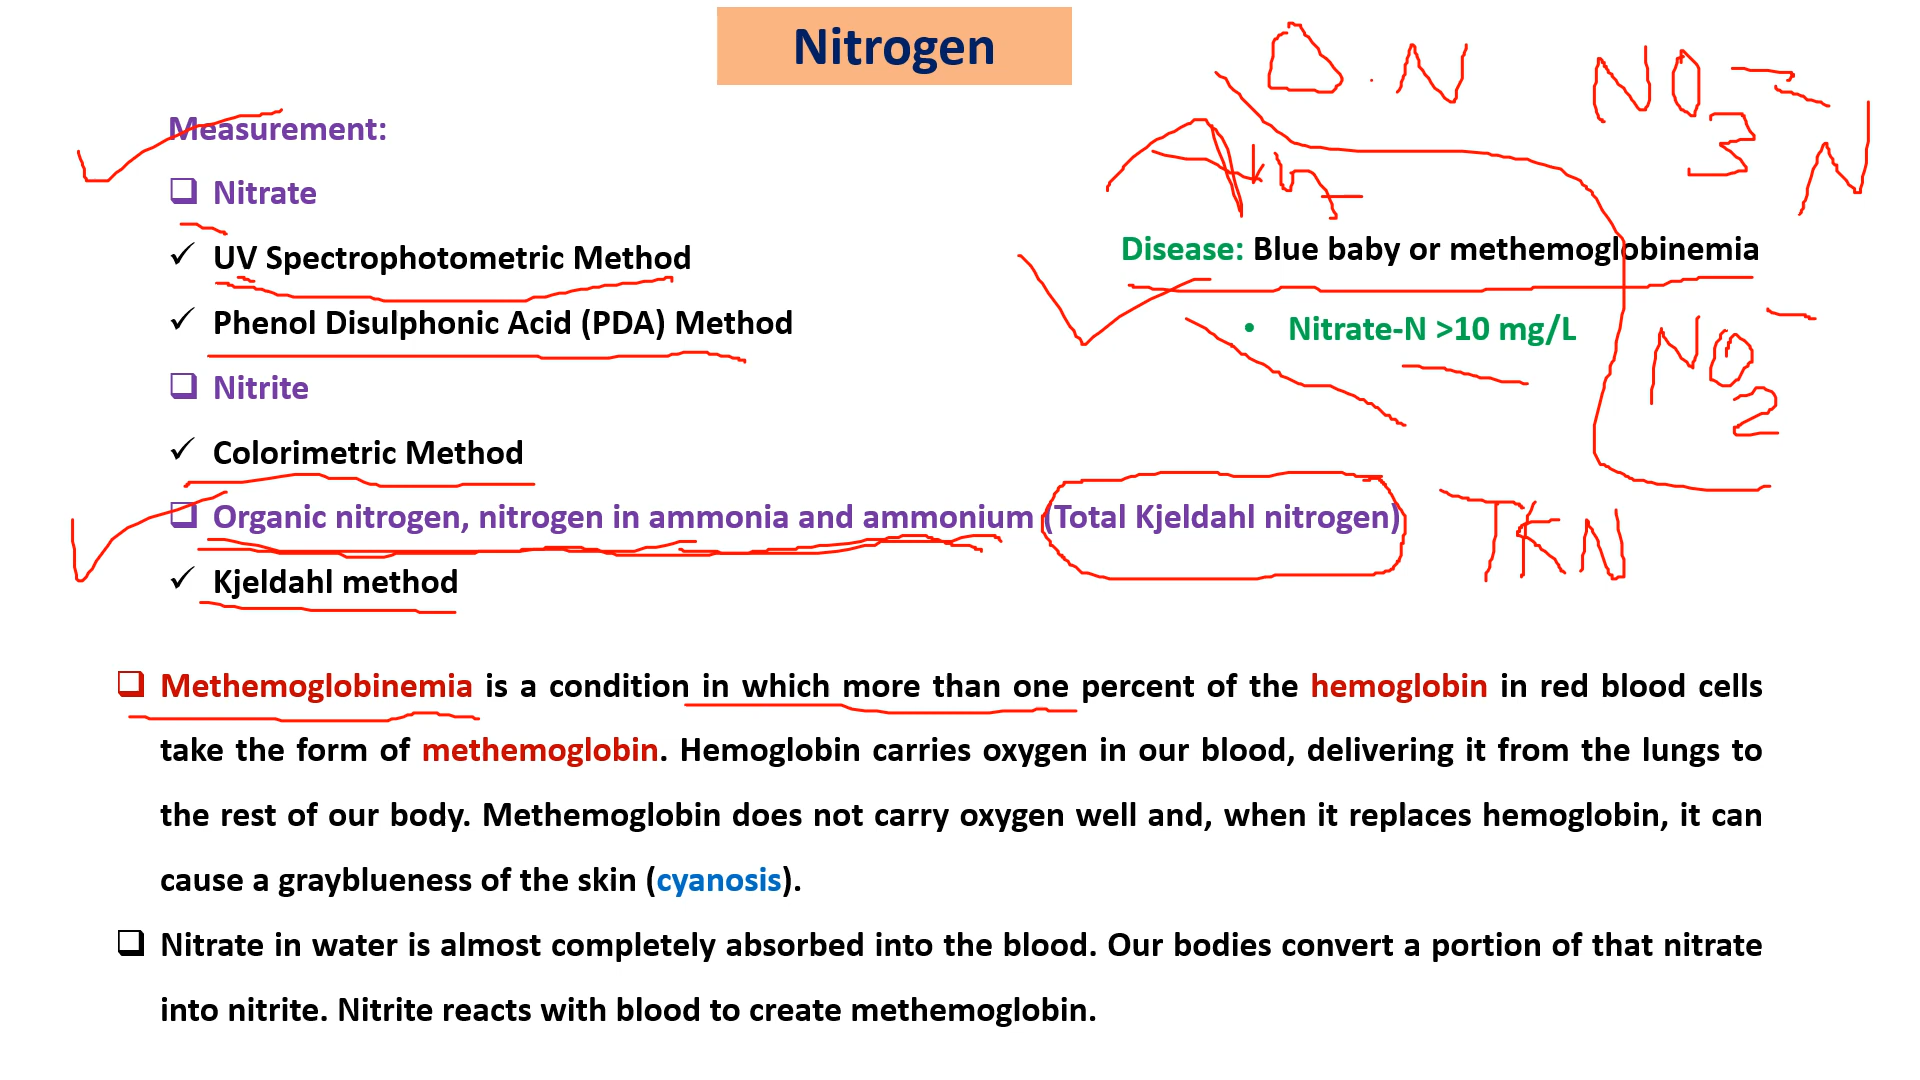 Nitrogen
O.N
NO3-
N
Measurement:
❑ Nitrate
✓ UV Spectrophotometric Method
Disease: Blue baby or methemoglobinemia
✓ Phenol Disulphonic Acid (PDA) Method
• Nitrate-N >10 mg/L
NO2-
❑ Nitrite
✓ Colorimetric Method
❑ Organic nitrogen, nitrogen in ammonia and ammonium (Total Kjeldahl nitrogen)
TKN
✓ Kjeldahl method
❑ Methemoglobinemia is a condition in which more than one percent of the hemoglobin in red blood cells
take the form of methemoglobin. Hemoglobin carries oxygen in our blood, delivering it from the lungs to
the rest of our body. Methemoglobin does not carry oxygen well and, when it replaces hemoglobin, it can
cause a grayblueness of the skin (cyanosis).
❑ Nitrate in water is almost completely absorbed into the blood. Our bodies convert a portion of that nitrate
into nitrite. Nitrite reacts with blood to create methemoglobin.